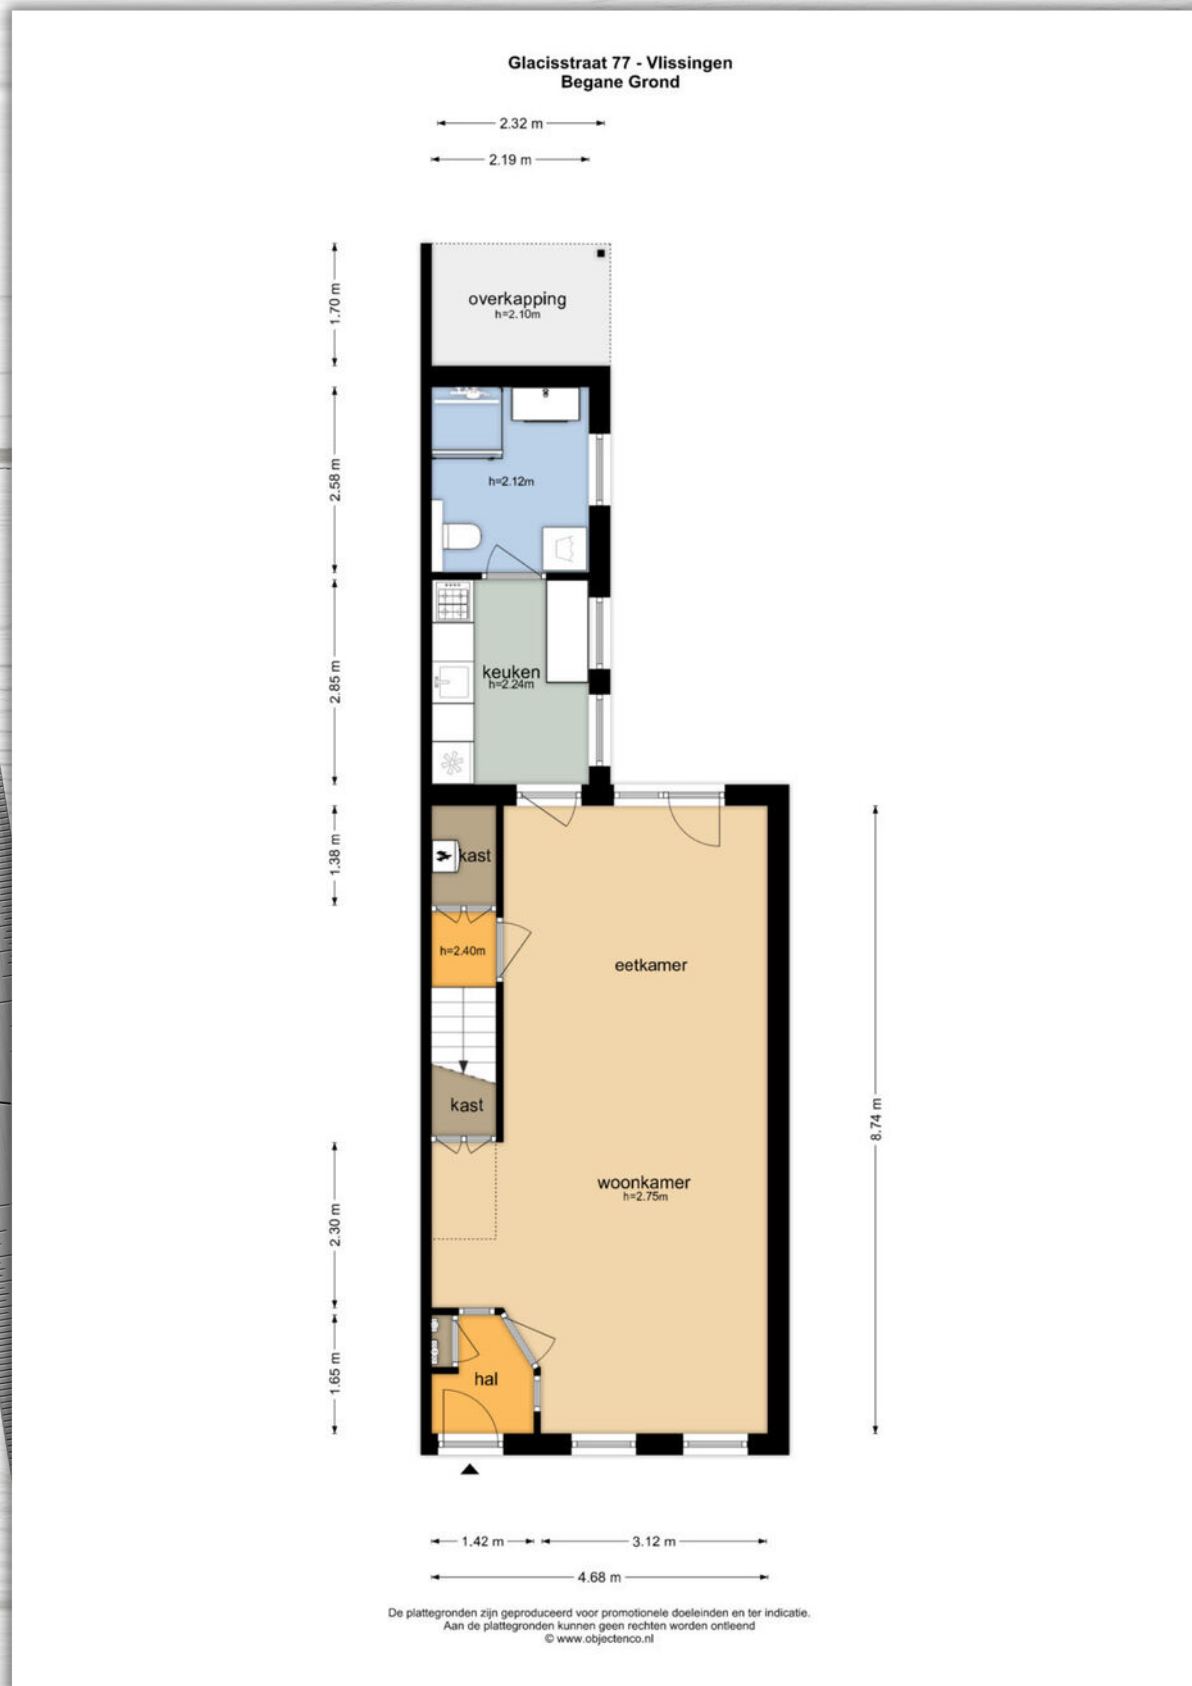 Glacisstraat 77 - Vlissingen
Begane Grond
2.32 m
2.19 m
1.70 m
overkapping
h=2.10m
2.58 m
h=2.12m
2.85 m
keuken
h=2.24m
1.38 m
kast
h=2.40m
eetkamer
kast
8.74 m
woonkamer
h=2.75m
2.30 m
1.65 m
hal
1.42 m
3.12 m
4.68 m
De plattegronden zijn geproduceerd voor promotionele doeleinden en ter indicatie.
Aan de plattegronden kunnen geen rechten worden ontleend
© www.objectenco.nl